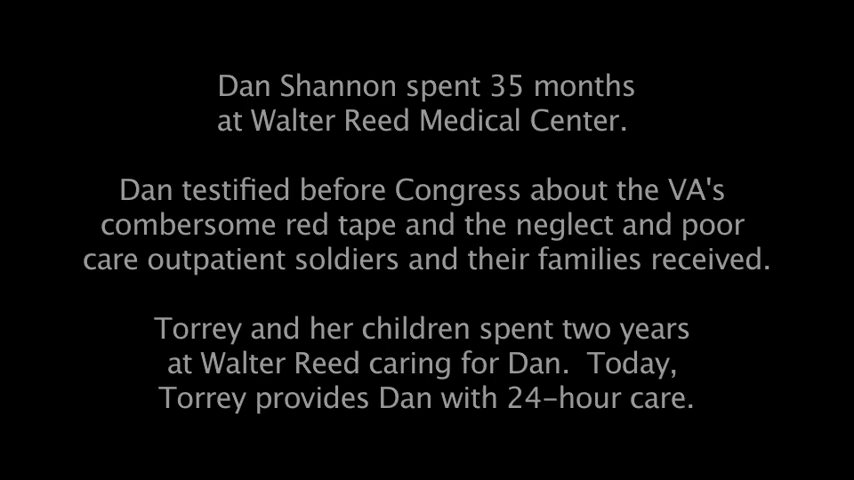 Dan Shannon spent 35 months
at Walter Reed Medical Center.
Dan testified before Congress about the VA's
combersome red tape and the neglect and poor
care outpatient soldiers and their families received.
Torrey and her children spent two years
at Walter Reed caring for Dan.  Today,
Torrey provides Dan with 24-hour care.